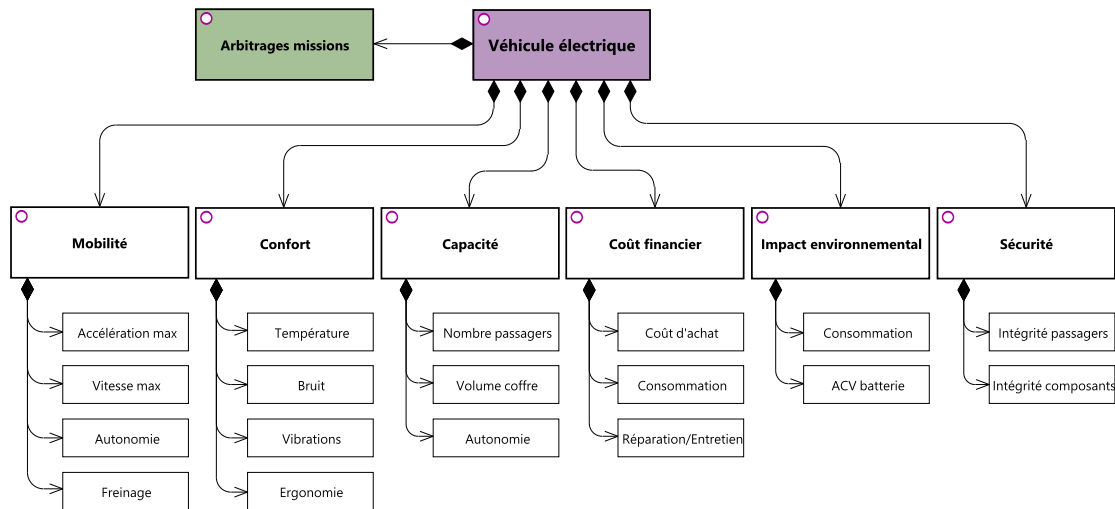 Arbitrages missions
Véhicule électrique
Mobilité
Confort
Capacité
Coût financier
Impact environnemental
Sécurité
Accélération max
Température
Nombre passagers
Coût d'achat
Consommation
Intégrité passagers
Vitesse max
Bruit
Volume coffre
Consommation
ACV batterie
Intégrité composants
Autonomie
Vibrations
Autonomie
Réparation/Entretien
Freinage
Ergonomie